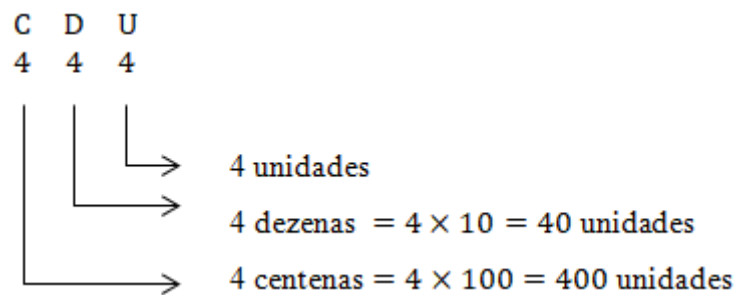 C D U
4 4 4
4 unidades
4 dezenas = 4 × 10 = 40 unidades
4 centenas = 4 × 100 = 400 unidades